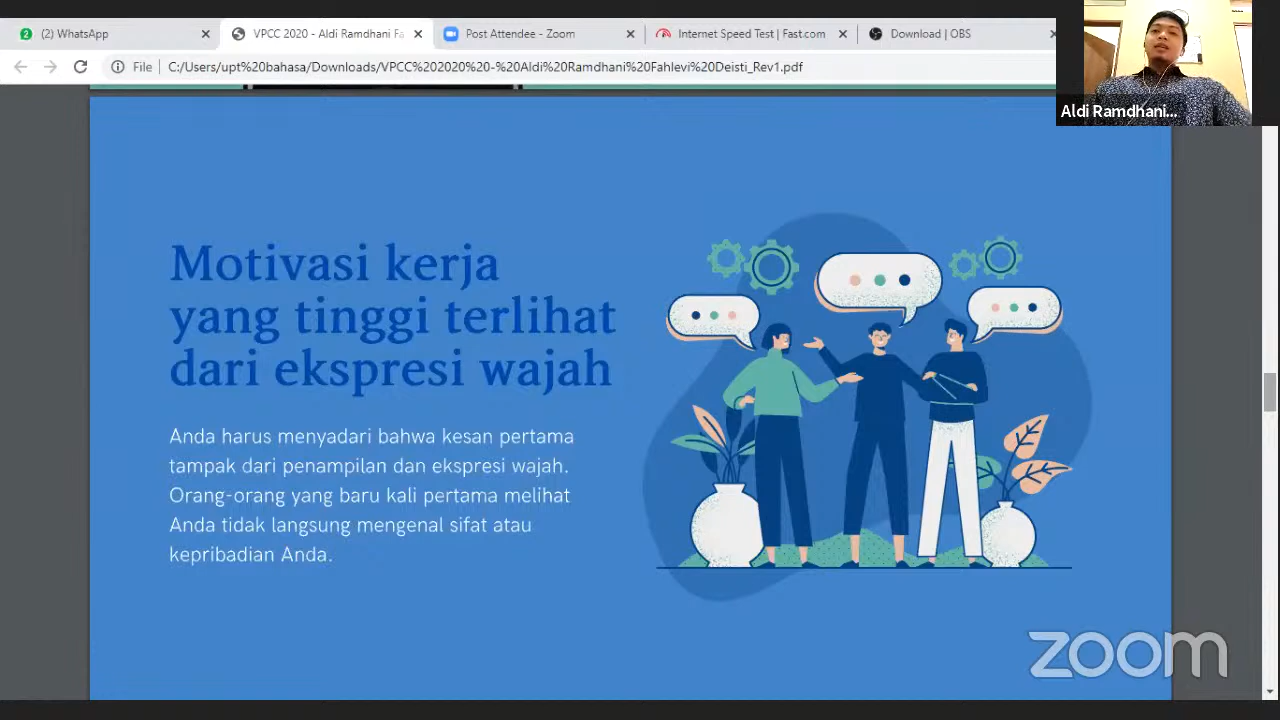 (2) WhatsApp
VPCC 2020 - Aldi Ramdhani Fa
Post Attendee - Zoom
Internet Speed Test | Fast.com
Download | OBS
File
C:/Users/upt%20bahasa/Downloads/VPCC%202020%20-%20Aldi%20Ramdhani%20Fahlevi%20Deisti_Rev1.pdf
Aldi Ramdhani...
Motivasi kerja
yang tinggi terlihat
dari ekspresi wajah
Anda harus menyadari bahwa kesan pertama
tampak dari penampilan dan ekspresi wajah.
Orang-orang yang baru kali pertama melihat
Anda tidak langsung mengenal sifat atau
kepribadian Anda.
zoom